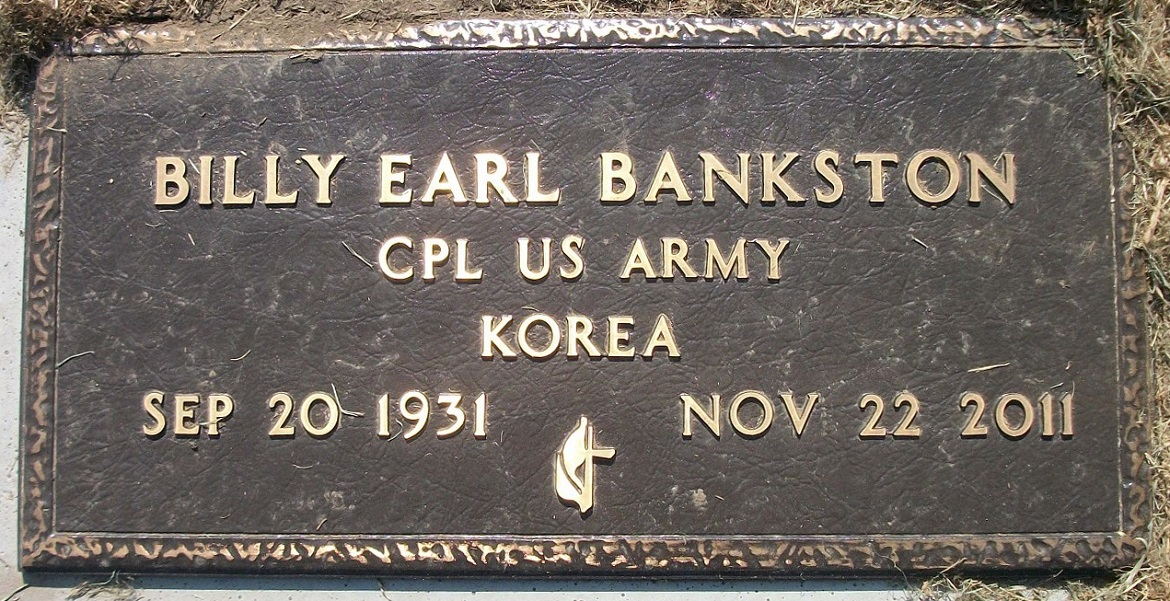 BILLY EARL BANKSTON
CPL US ARMY
KOREA
SEP 20 1931 NOV 22 2011